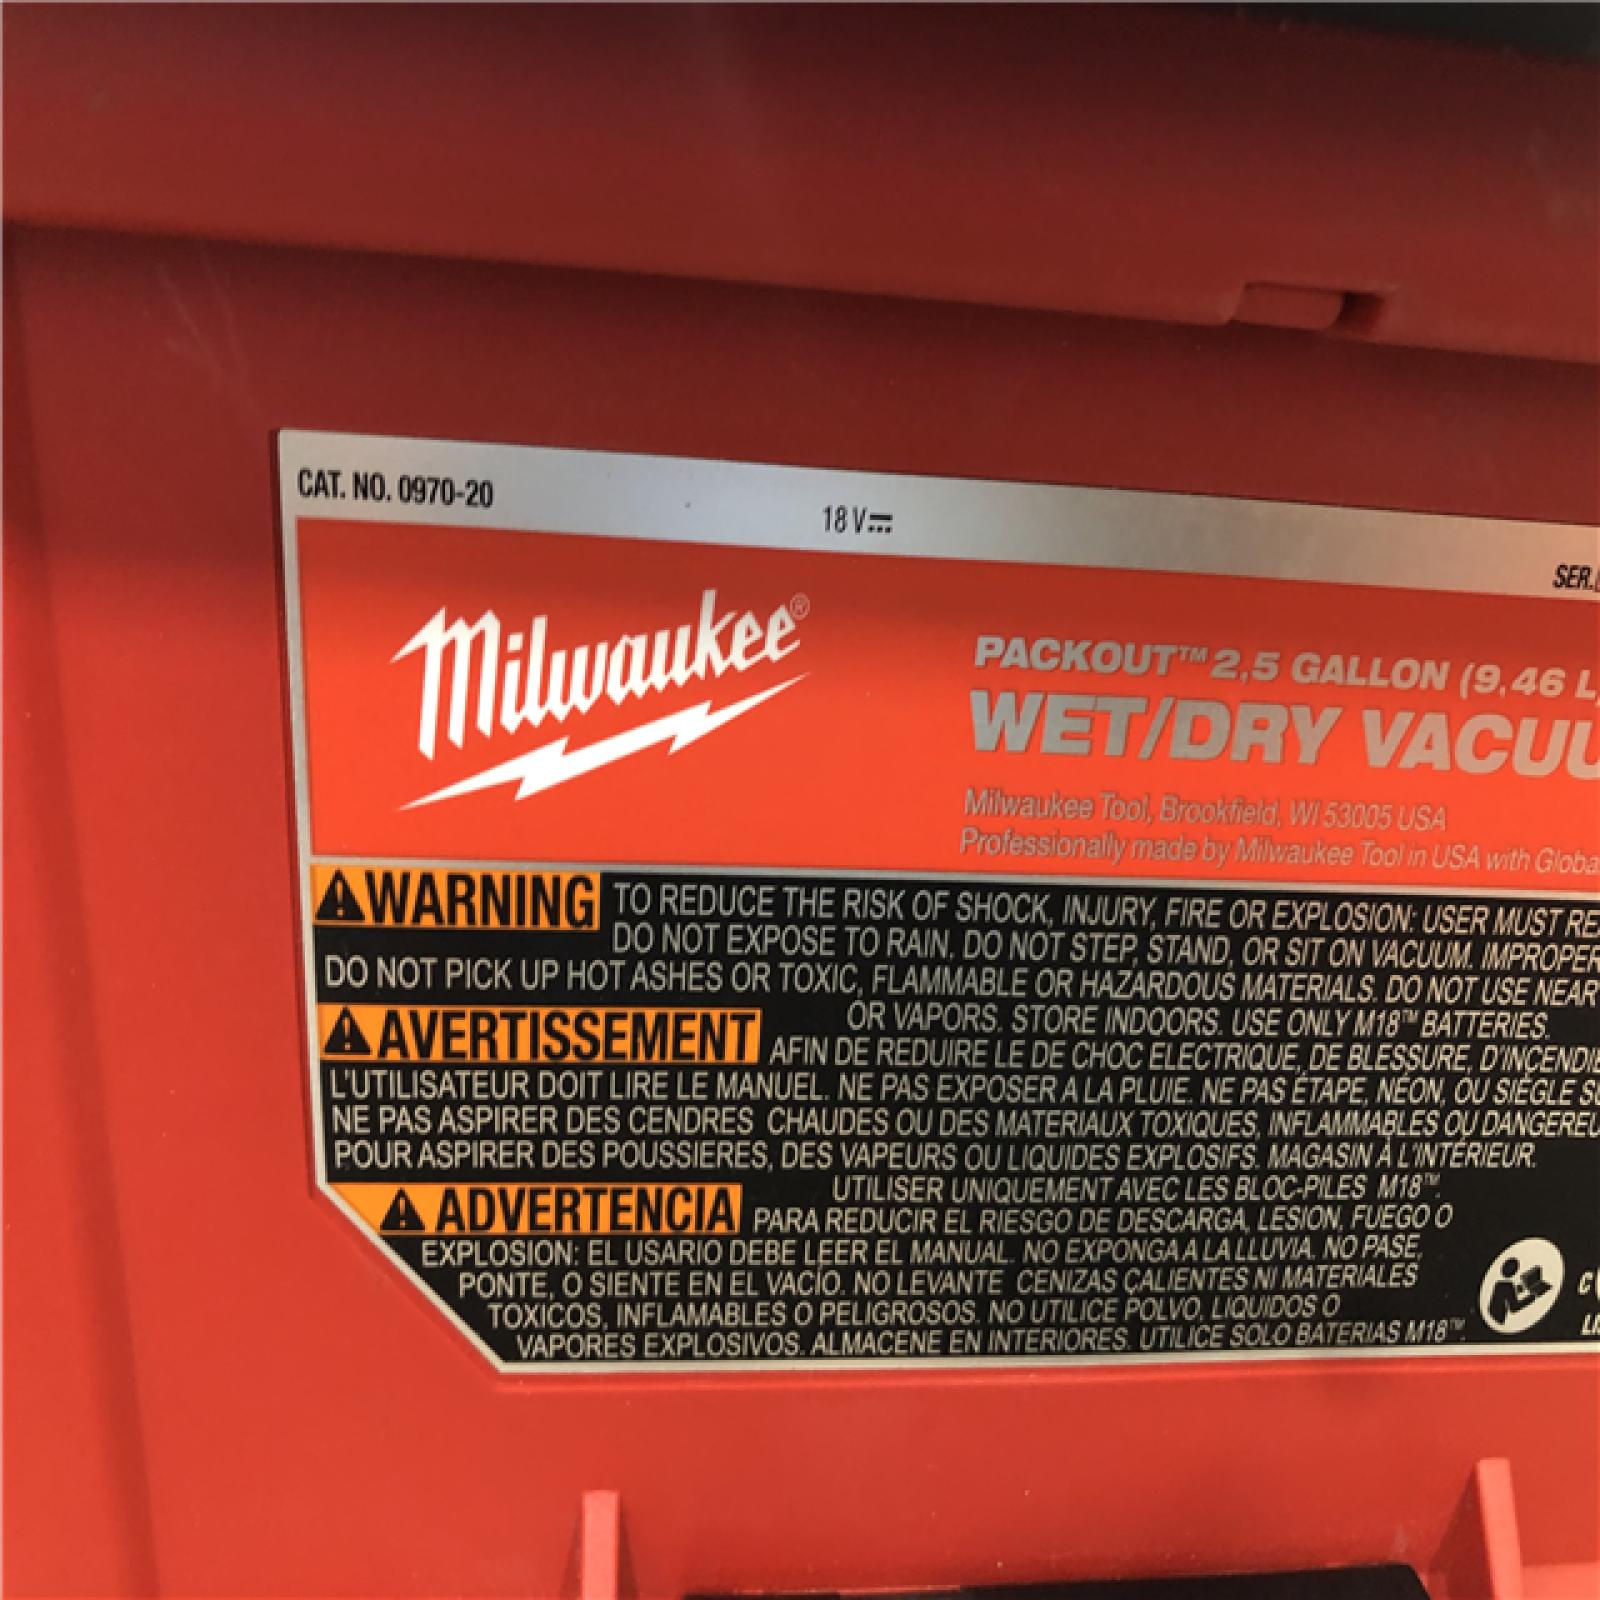 CAT. NO. 0970-20
18 V
SER.
Milwaukee®
PACKOUT™ 2,5 GALLON (9,46 L
WET/DRY VACUU
Milwaukee Tool, Brookfield, WI 53005 USA
Professionally made by Milwaukee Tool in USA with Globa
WARNING TO REDUCE THE RISK OF SHOCK, INJURY, FIRE OR EXPLOSION: USER MUST RE
DO NOT EXPOSE TO RAIN. DO NOT STEP, STAND, OR SIT ON VACUUM. IMPROPER
DO NOT PICK UP HOT ASHES OR TOXIC, FLAMMABLE OR HAZARDOUS MATERIALS. DO NOT USE NEAR
OR VAPORS. STORE INDOORS. USE ONLY M18™ BATTERIES.
AVERTISSEMENT AFIN DE REDUIRE LE DE CHOC ELECTRIQUE, DE BLESSURE, D'INCENDIE
L'UTILISATEUR DOIT LIRE LE MANUEL. NE PAS EXPOSER A LA PLUIE. NE PAS ÉTAPE, NÉON, OU SIÉGLE SU
NE PAS ASPIRER DES CENDRES CHAUDES OU DES MATERIAUX TOXIQUES, INFLAMMABLES OU DANGEREU
POUR ASPIRER DES POUSSIERES, DES VAPEURS OU LIQUIDES EXPLOSIFS. MAGASIN À L'INTÉRIEUR.
UTILISER UNIQUEMENT AVEC LES BLOC-PILES M18™.
ADVERTENCIA PARA REDUCIR EL RIESGO DE DESCARGA, LESION, FUEGO O
EXPLOSION: EL USARIO DEBE LEER EL MANUAL. NO EXPONGA A LA LLUVIA. NO PASE,
PONTE, O SIENTE EN EL VACÍO. NO LEVANTE CENIZAS CALIENTES NI MATERIALES
TOXICOS, INFLAMABLES O PELIGROSOS. NO UTILICE POLVO, LIQUIDOS O
VAPORES EXPLOSIVOS. ALMACENE EN INTERIORES. UTILICE SOLO BATERIAS M18™.